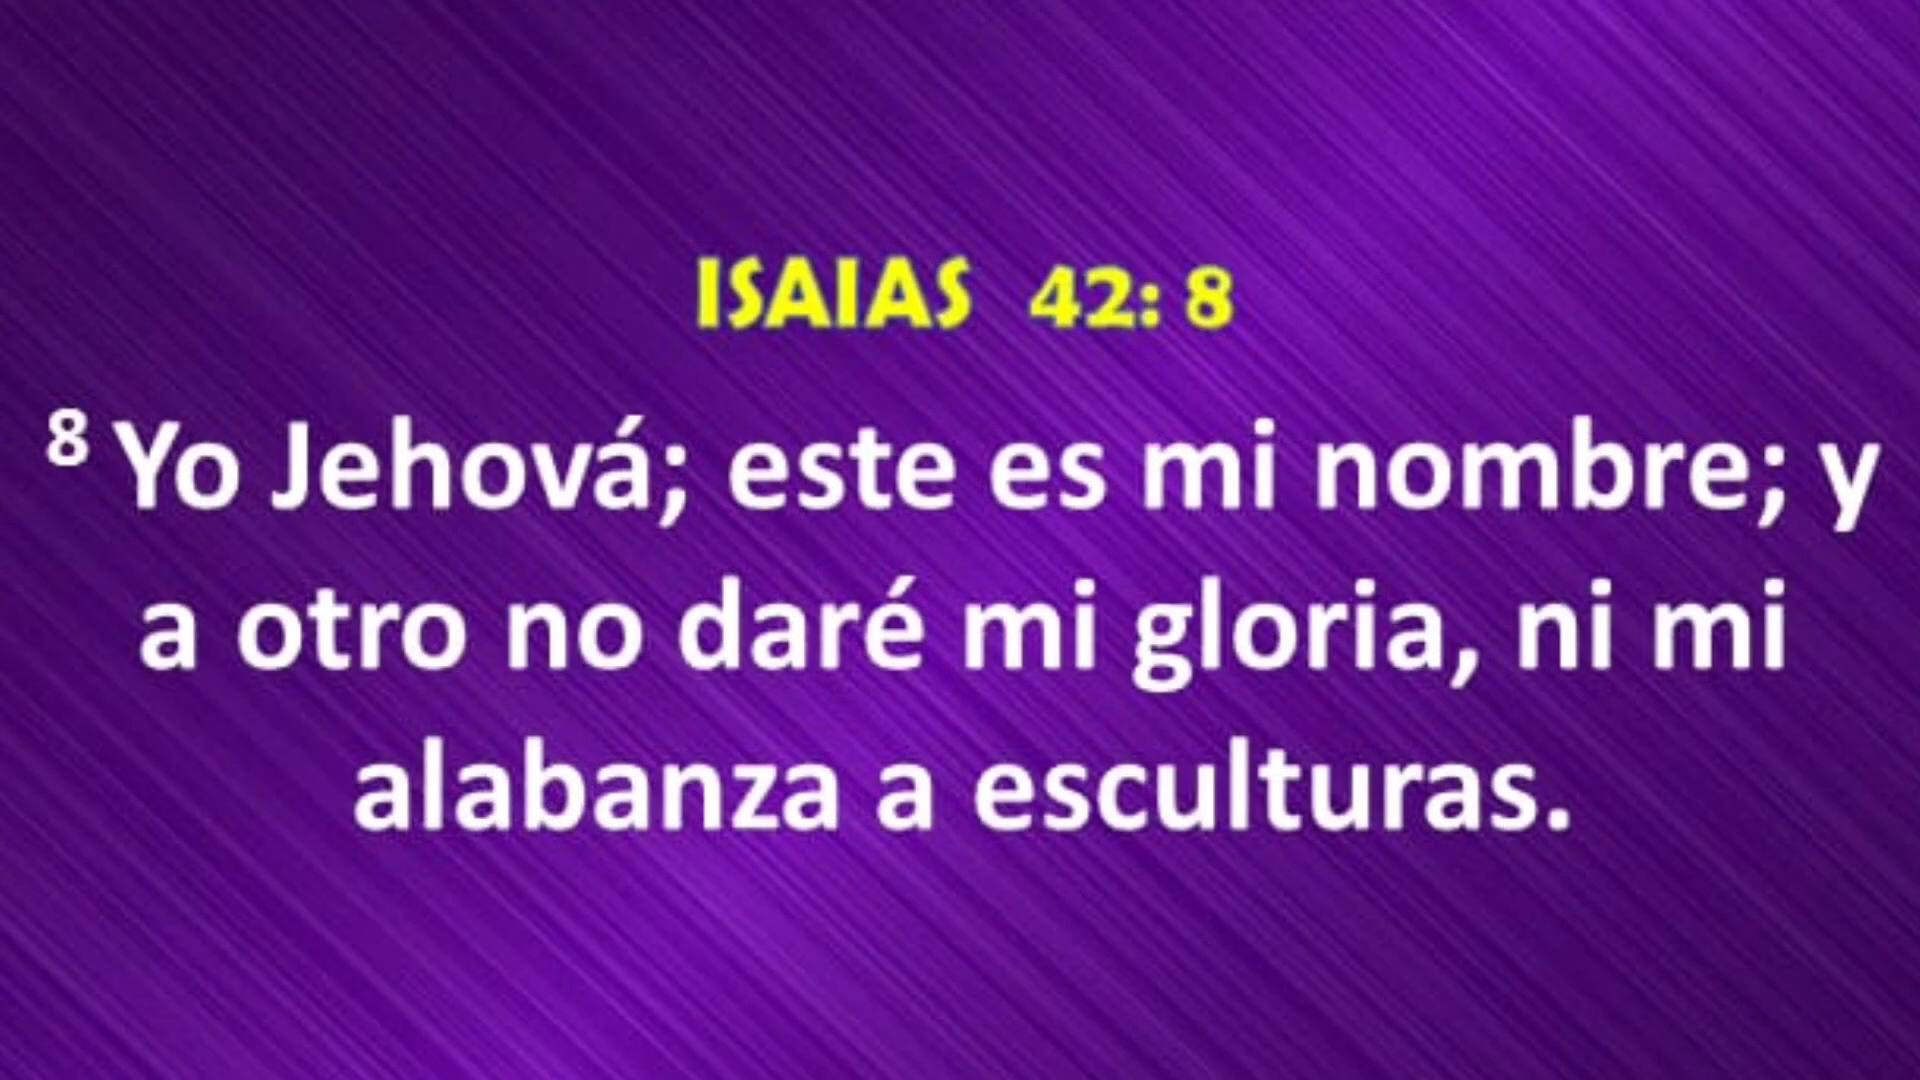 ISAIAS 42: 8
8 Yo Jehová; este es mi nombre; y
a otro no daré mi gloria, ni mi
alabanza a esculturas.